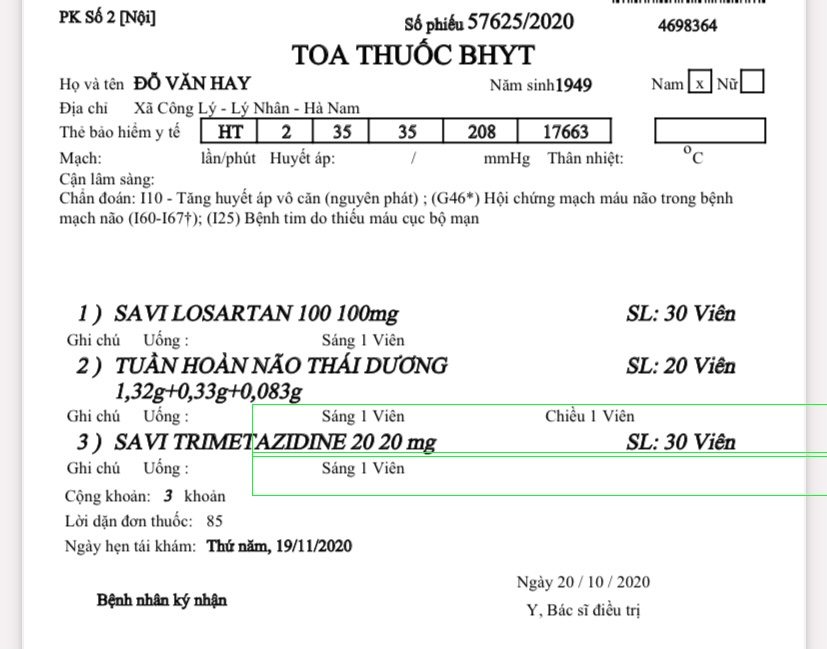 PK Số 2 [Nội]
Số phiếu 57625/2020
4698364
TOA THUỐC BHYT
Họ và tên ĐỖ VĂN HAY Năm sinh1949 Nam x Nữ
Địa chỉ Xã Công Lý - Lý Nhân - Hà Nam
Thẻ bảo hiểm y tế HT 2 35 35 208 17663
Mạch: lần/phút Huyết áp: / mmHg Thân nhiệt: °C
Cận lâm sàng:
Chẩn đoán: I10 - Tăng huyết áp vô căn (nguyên phát) ; (G46*) Hội chứng mạch máu não trong bệnh
mạch não (I60-I67†); (I25) Bệnh tim do thiếu máu cục bộ mạn
1 ) SAVI LOSARTAN 100 100mg SL: 30 Viên
Ghi chú Uống : Sáng 1 Viên
2 ) TUẦN HOÀN NÃO THÁI DƯƠNG SL: 20 Viên
1,32g+0,33g+0,083g
Ghi chú Uống : Sáng 1 Viên Chiều 1 Viên
3 ) SAVI TRIMETAZIDINE 20 20 mg SL: 30 Viên
Ghi chú Uống : Sáng 1 Viên
Cộng khoản: 3 khoản
Lời dặn đơn thuốc: 85
Ngày hẹn tái khám: Thứ năm, 19/11/2020
Ngày 20 / 10 / 2020
Bệnh nhân ký nhận
Y, Bác sĩ điều trị